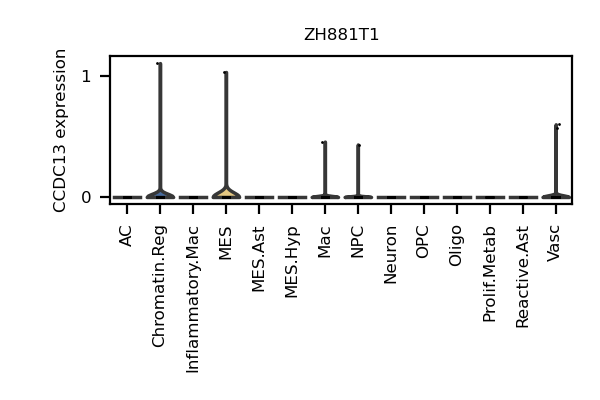 ZH881T1
CCDC13 expression
1
0
AC
Chromatin.Reg
Inflammatory.Mac
MES
MES.Ast
MES.Hyp
Mac
NPC
Neuron
OPC
Oligo
Prolif.Metab
Reactive.Ast
Vasc